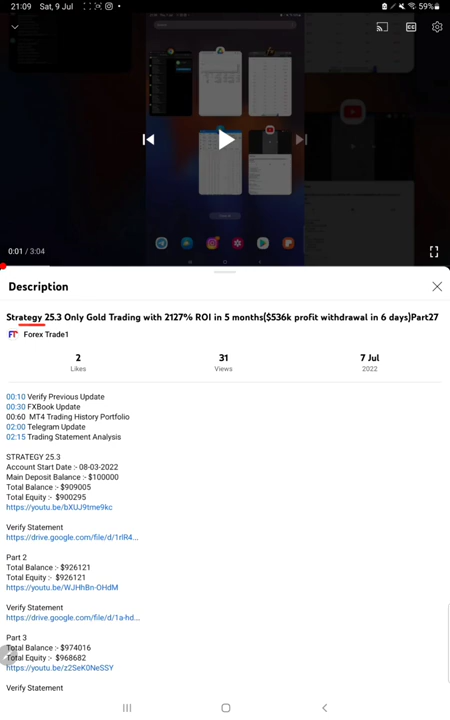 21:09 Sat, 9 Jul
59%
CC
0:01 / 3:04
Description
Strategy 25.3 Only Gold Trading with 2127% ROI in 5 months($536k profit withdrawal in 6 days)Part27
FT Forex Trade1
2 31 7 Jul
Likes Views 2022
00:10 Verify Previous Update
00:30 FXBook Update
00:60 MT4 Trading History Portfolio
02:00 Telegram Update
02:15 Trading Statement Analysis
STRATEGY 25.3
Account Start Date :- 08-03-2022
Main Deposit Balance :- $100000
Total Balance :- $909005
Total Equity :- $900295
https://youtu.be/bXUJ9tme9kc
Verify Statement
https://drive.google.com/file/d/1rlR4...
Part 2
Total Balance :- $926121
Total Equity :- $926121
https://youtu.be/WJHhBn-OHdM
Verify Statement
https://drive.google.com/file/d/1a-hd...
Part 3
Total Balance :- $974016
Total Equity :- $968682
https://youtu.be/z2SeK0NeSSY
Verify Statement